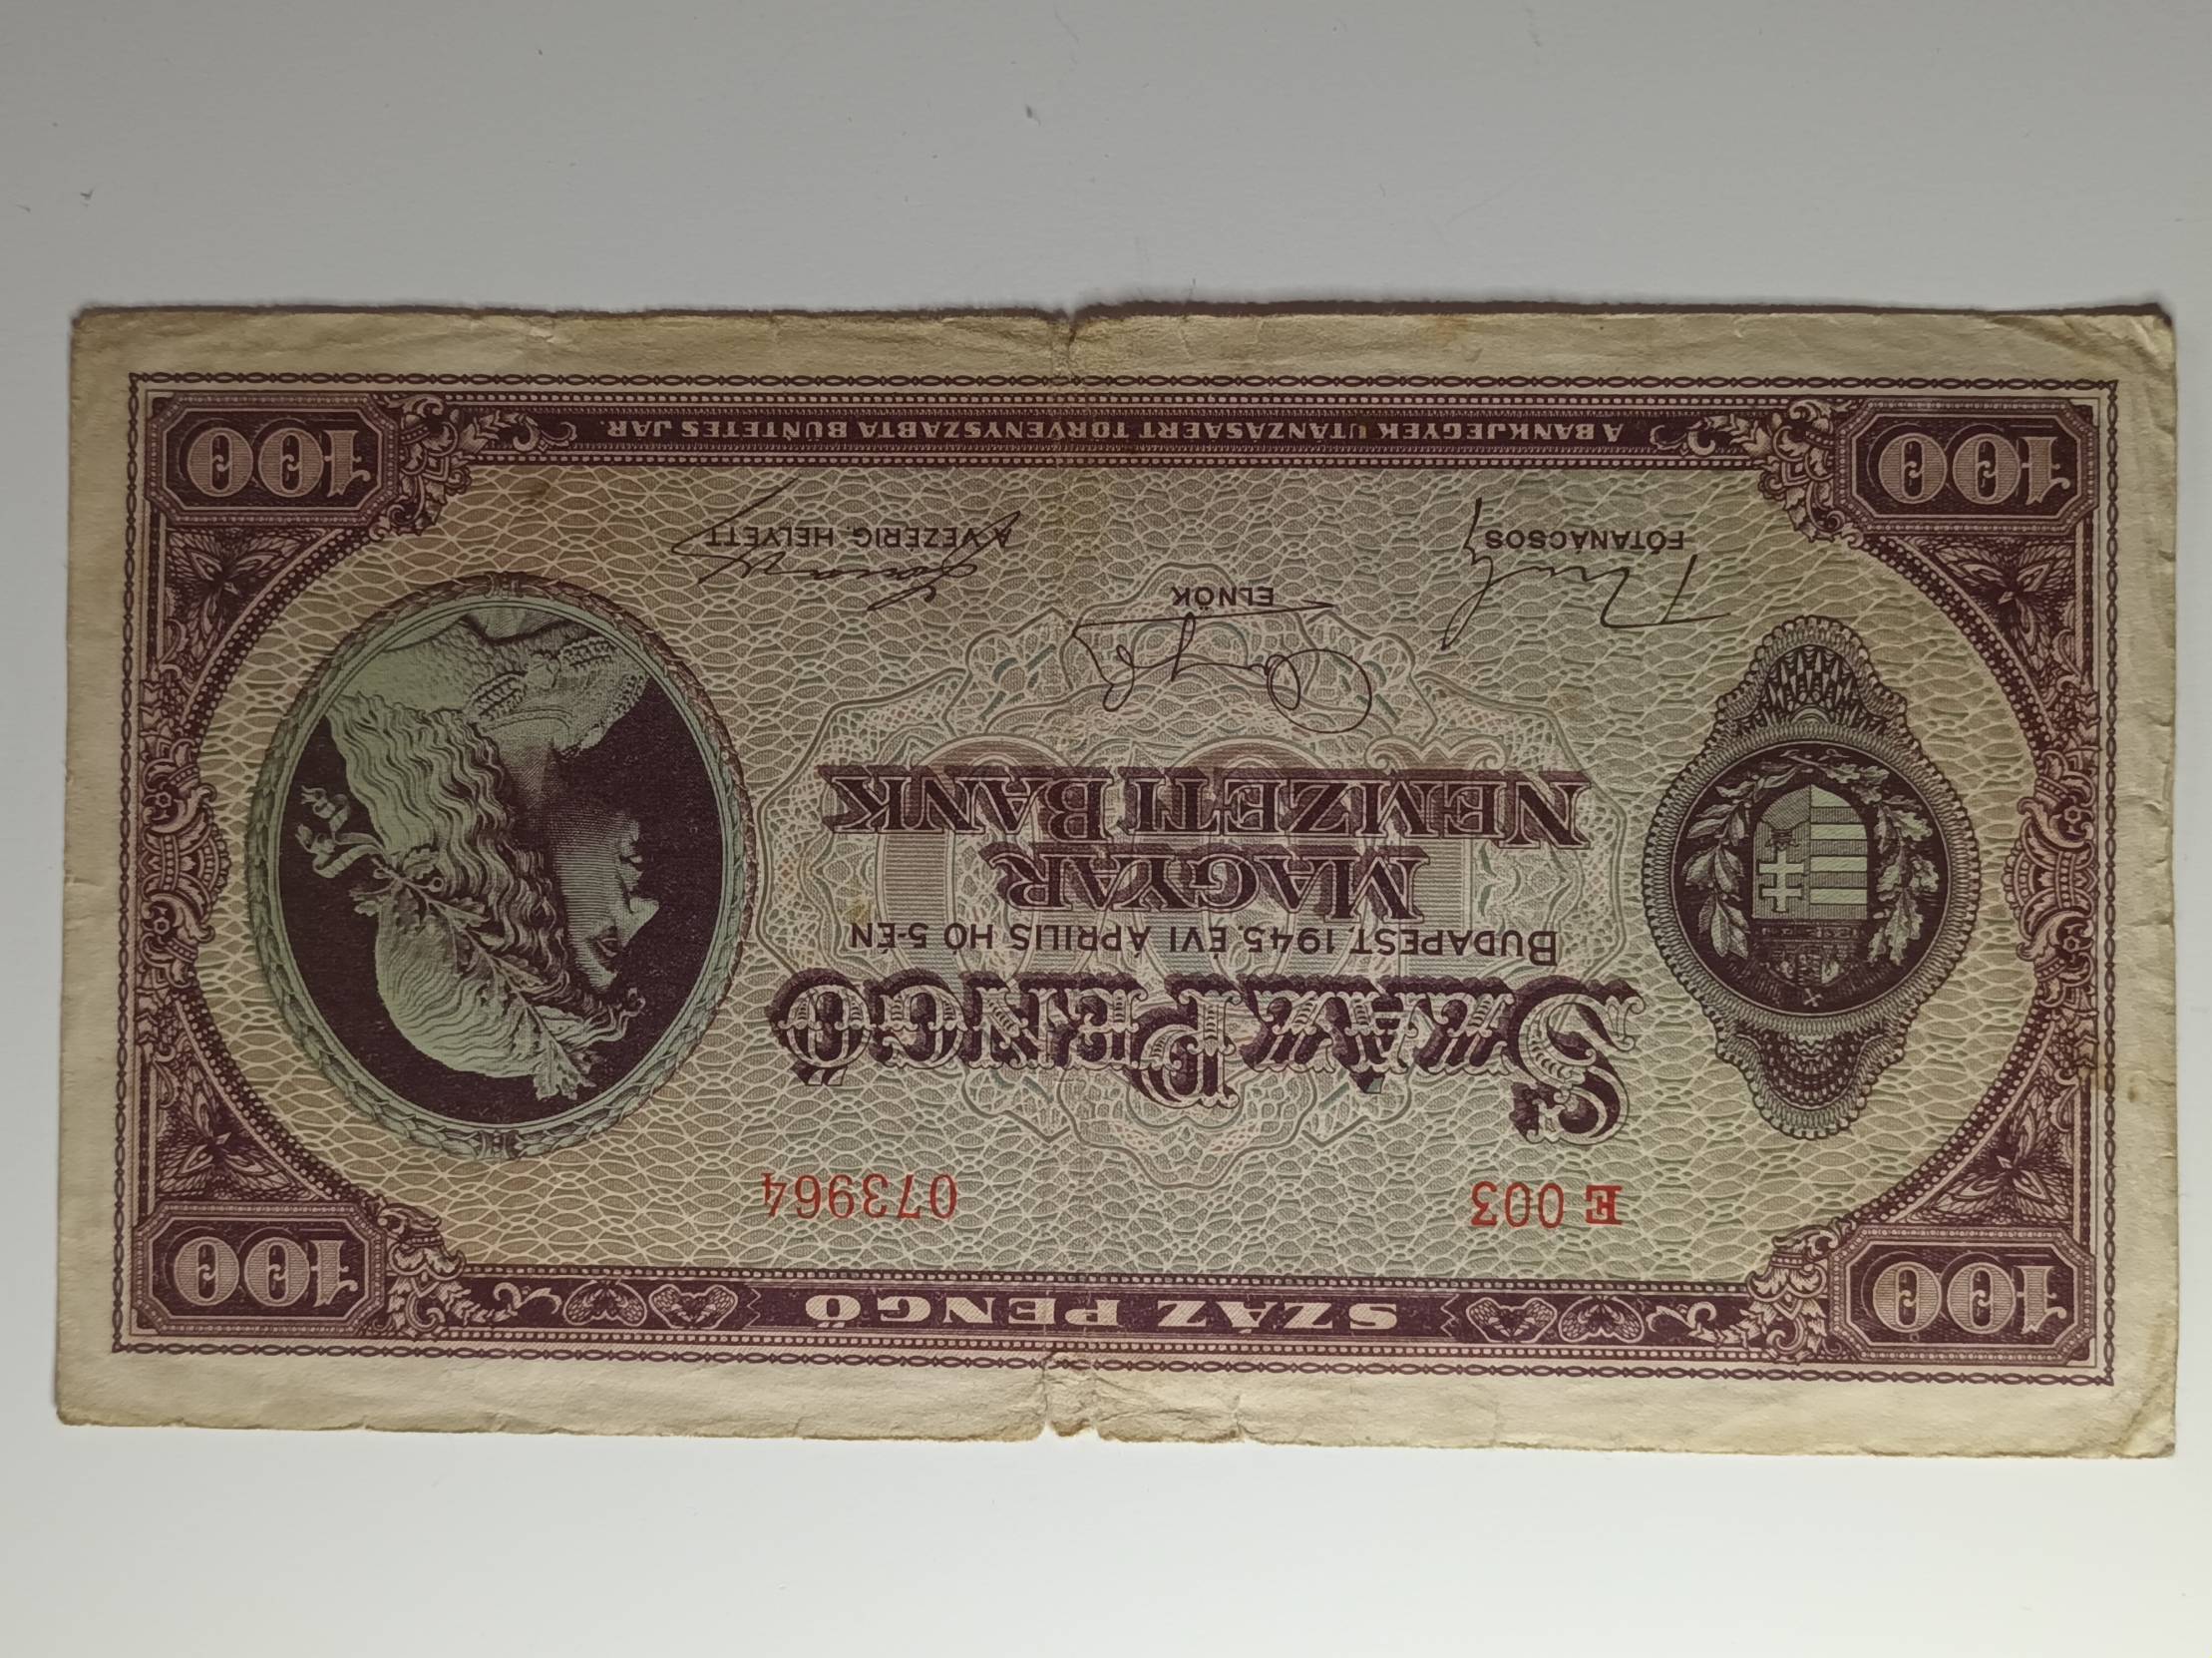 100 SZÁZ PENGŐ 100
E 003 073964
SZÁZ PENGŐ
BUDAPEST, 1945. ÉVI ÁPRILIS HÓ 5-ÉN
MAGYAR
NEMZETI BANK
ELNÖK
FŐTANÁCSOS A VEZÉRIG. HELYETT
100 A BANKJEGYEK UTÁNZÁSAÉRT TÖRVÉNYSZABTA BÜNTETÉS JÁR. 100